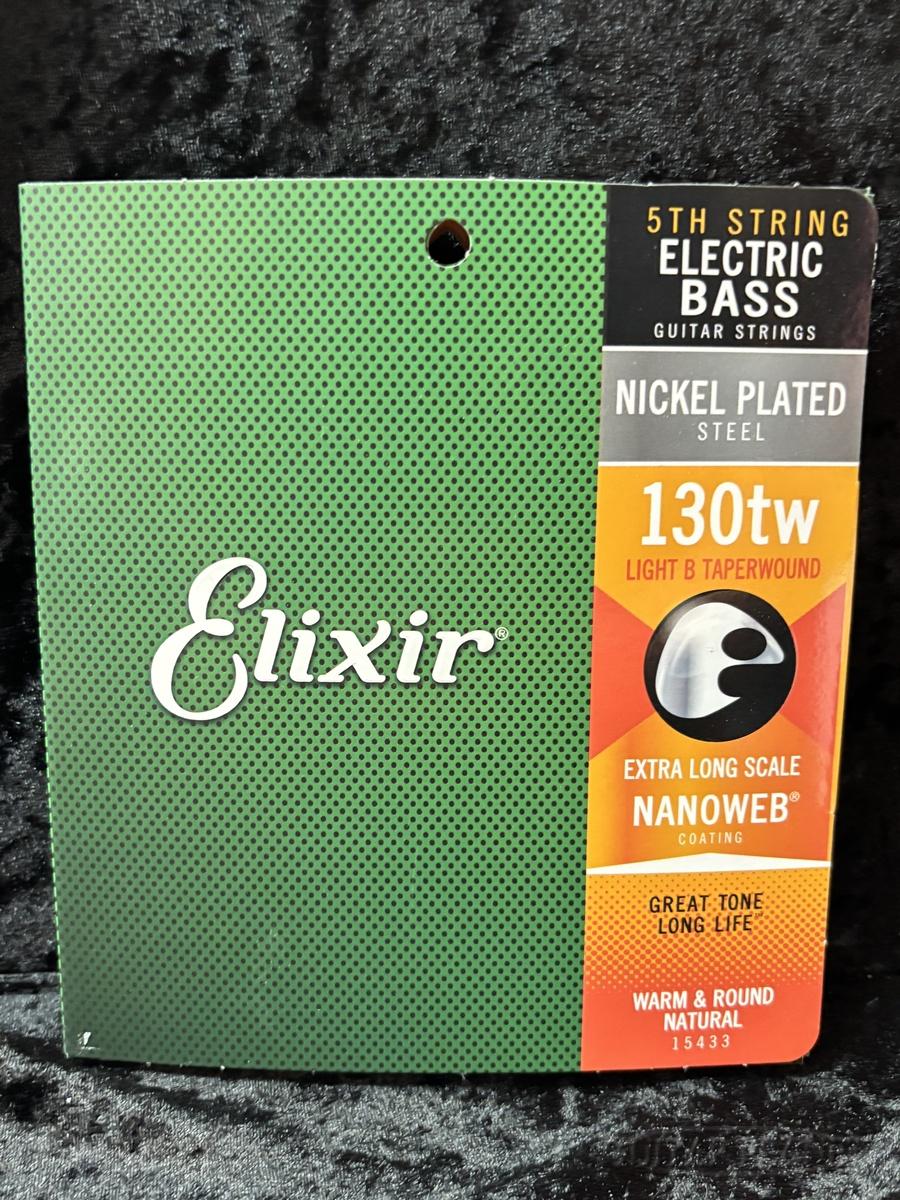 Elixir®
5TH STRING
ELECTRIC
BASS
GUITAR STRINGS
NICKEL PLATED
STEEL
130tw
LIGHT B TAPERWOUND
EXTRA LONG SCALE
NANOWEB®
COATING
GREAT TONE
LONG LIFE™
WARM & ROUND
NATURAL
15433